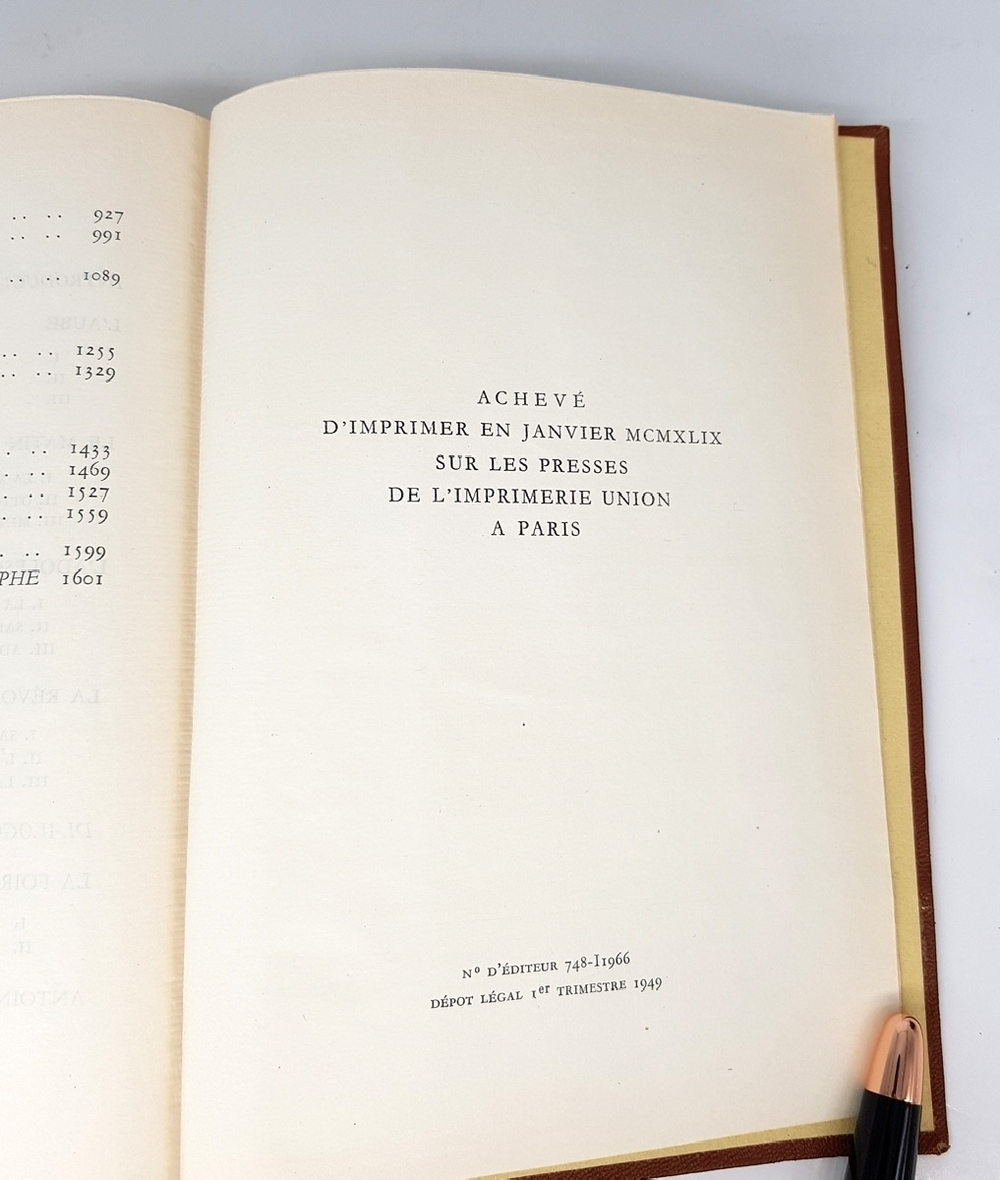 .. .. 927
.. .. 991
.. .. 1089
.. .. 1255
.. .. 1329
. .. 1433
.. .. 1469
. .. 1527
. .. 1559
. .. 1599
PHE 1601
ACHEVÉ
D'IMPRIMER EN JANVIER MCMXLIX
SUR LES PRESSES
DE L'IMPRIMERIE UNION
A PARIS
Nº D'ÉDITEUR 748-I1966
DÉPOT LÉGAL 1er TRIMESTRE 1949